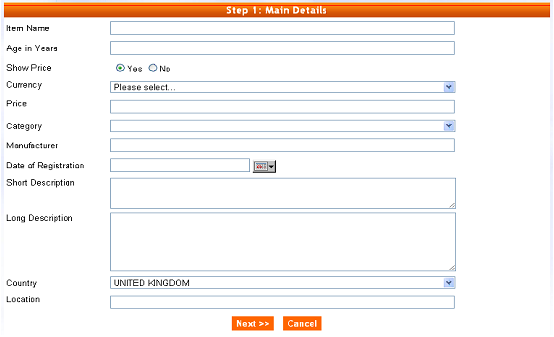 Step 1: Main Details
Item Name
Age in Years
Show Price Yes No
Currency Please select...
Price
Category
Manufacturer
Date of Registration
Short Description
Long Description
Country UNITED KINGDOM
Location
Next >> Cancel